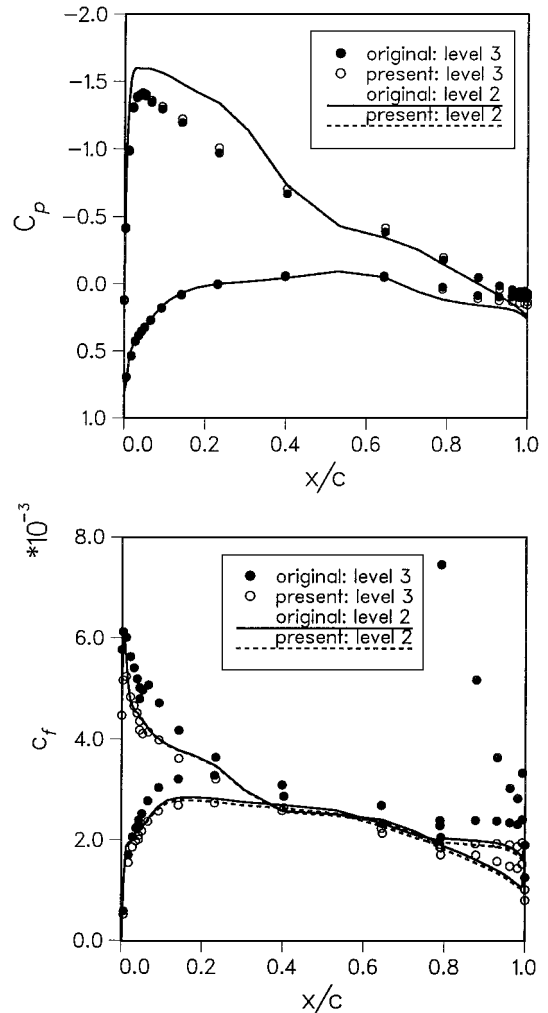 -2.0
-1.5
-1.0
-0.5
0.0
0.5
1.0
C_p
original: level 3
present: level 3
original: level 2
present: level 2
0.0 0.2 0.4 0.6 0.8 1.0
x/c
*10^-3
8.0
6.0
4.0
2.0
0.0
c_f
original: level 3
present: level 3
original: level 2
present: level 2
0.0 0.2 0.4 0.6 0.8 1.0
x/c